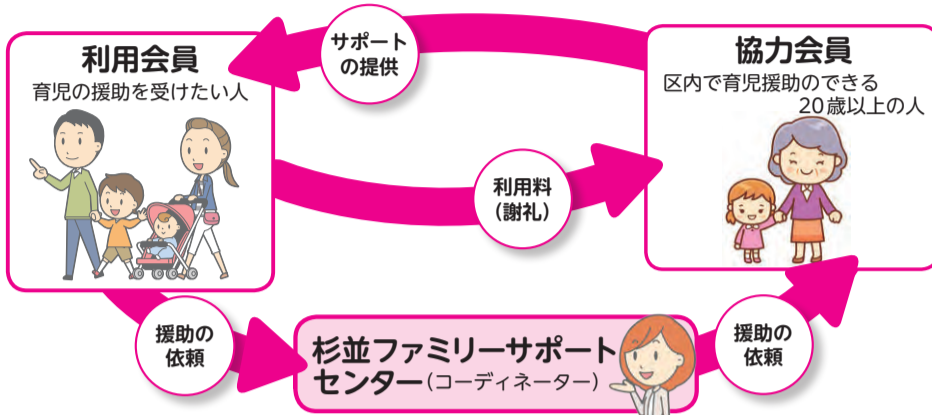 利用会員
育児の援助を受けたい人
サポート
の提供
協力会員
区内で育児援助のできる
20歳以上の人
利用料
（謝礼）
援助の
依頼
杉並ファミリーサポート
センター（コーディネーター）
援助の
依頼